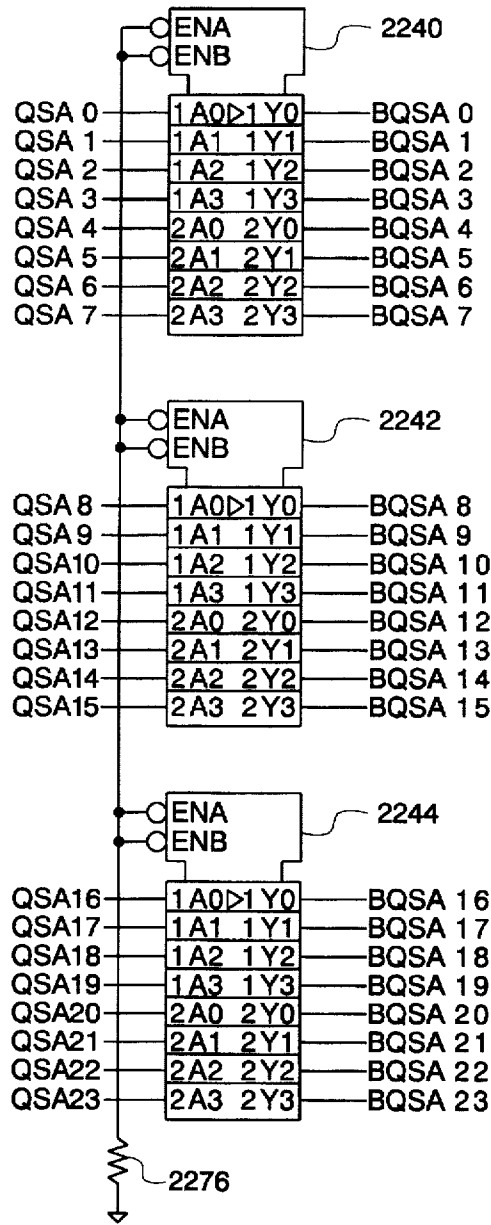 ENA 2240
ENB
QSA 0 1A0 1Y0 BQSA 0
QSA 1 1A1 1Y1 BQSA 1
QSA 2 1A2 1Y2 BQSA 2
QSA 3 1A3 1Y3 BQSA 3
QSA 4 2A0 2Y0 BQSA 4
QSA 5 2A1 2Y1 BQSA 5
QSA 6 2A2 2Y2 BQSA 6
QSA 7 2A3 2Y3 BQSA 7
ENA 2242
ENB
QSA 8 1A0 1Y0 BQSA 8
QSA 9 1A1 1Y1 BQSA 9
QSA10 1A2 1Y2 BQSA 10
QSA11 1A3 1Y3 BQSA 11
QSA12 2A0 2Y0 BQSA 12
QSA13 2A1 2Y1 BQSA 13
QSA14 2A2 2Y2 BQSA 14
QSA15 2A3 2Y3 BQSA 15
ENA 2244
ENB
QSA16 1A0 1Y0 BQSA 16
QSA17 1A1 1Y1 BQSA 17
QSA18 1A2 1Y2 BQSA 18
QSA19 1A3 1Y3 BQSA 19
QSA20 2A0 2Y0 BQSA 20
QSA21 2A1 2Y1 BQSA 21
QSA22 2A2 2Y2 BQSA 22
QSA23 2A3 2Y3 BQSA 23
2276